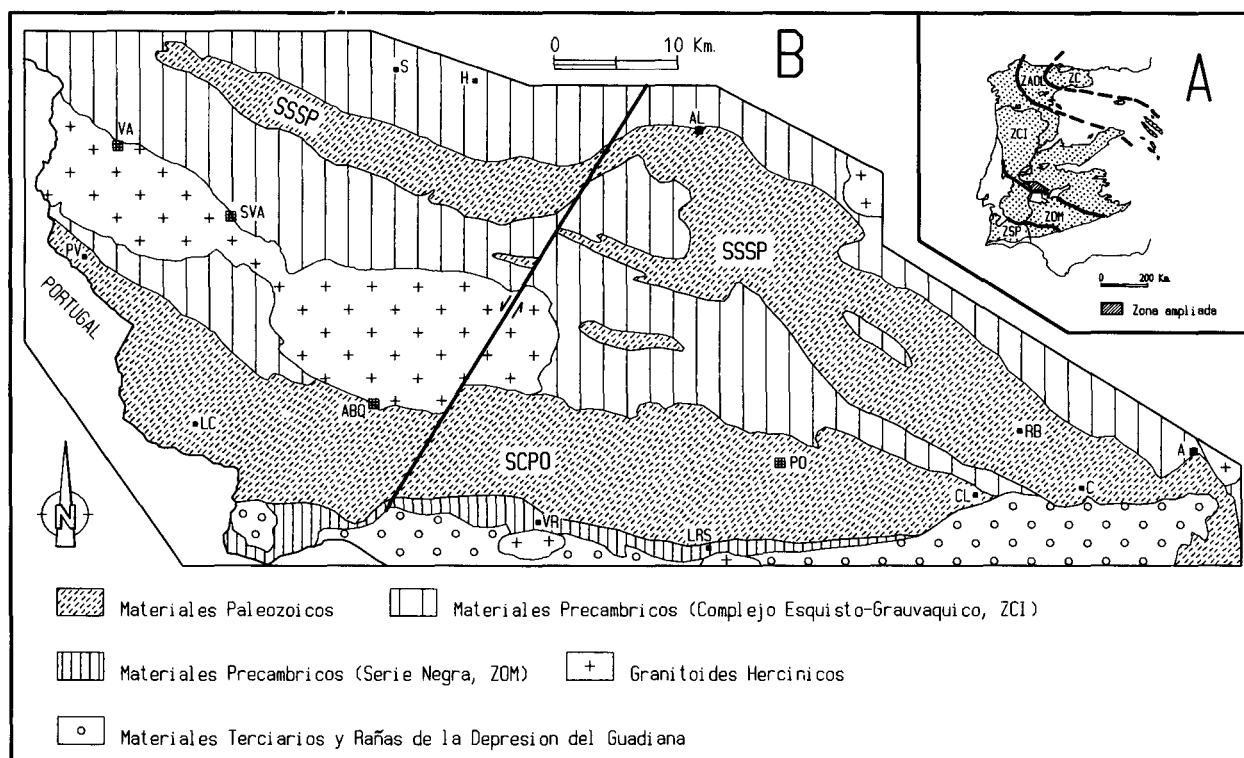 0 10 Km.
B
A
S
H
SSSP
AL
VA
SVA
SSSP
PV
PORTUGAL
ABQ
LC
SCPO
PO
RB
A
CL
C
VR
LRS
N
ZAOL
ZC
ZCI
ZOM
ZSP
0 200 Km.
Zona ampliada
Materiales Paleozoicos
Materiales Precambricos (Complejo Esquisto-Grauvaquico, ZCI)
Materiales Precambricos (Serie Negra, ZOM)
Granitoides Hercinicos
Materiales Terciarios y Rañas de la Depresion del Guadiana